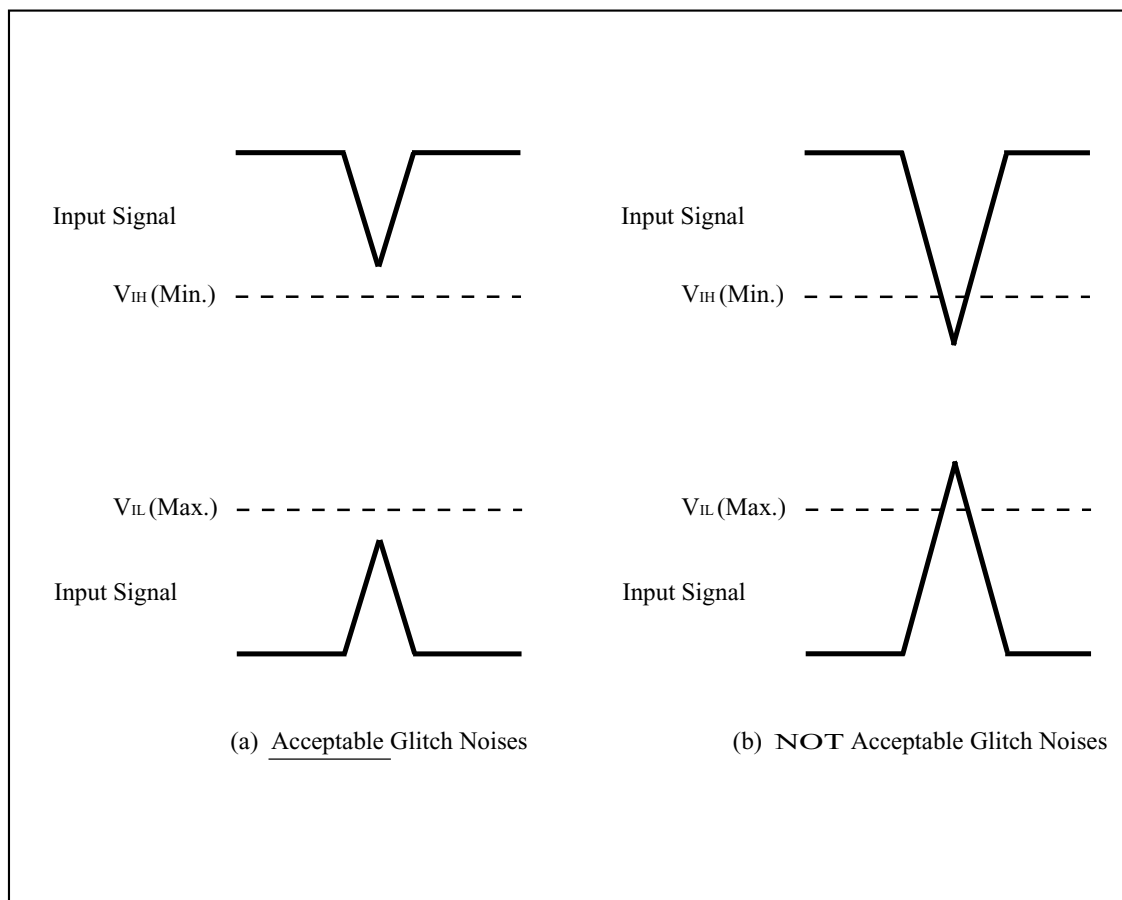 Input Signal
VIH (Min.)
VIL (Max.)
Input Signal
(a) Acceptable Glitch Noises
Input Signal
VIH (Min.)
VIL (Max.)
Input Signal
(b) NOT Acceptable Glitch Noises